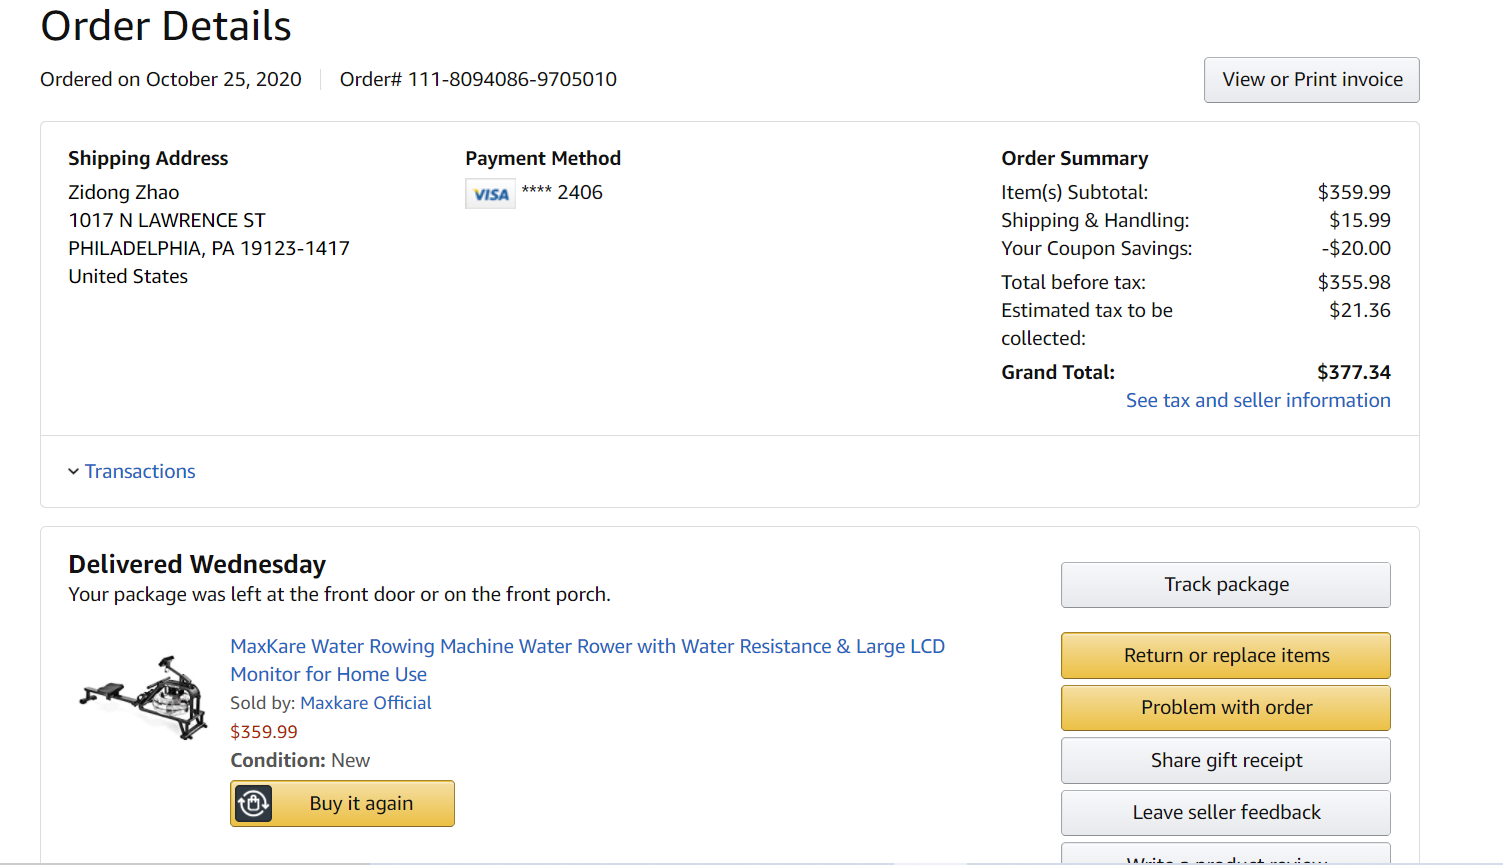 Order Details
Ordered on October 25, 2020
Order# 111-8094086-9705010
View or Print invoice
Shipping Address
Zidong Zhao
1017 N LAWRENCE ST
PHILADELPHIA, PA 19123-1417
United States
Payment Method
VISA **** 2406
Order Summary
Item(s) Subtotal: $359.99
Shipping & Handling: $15.99
Your Coupon Savings: -$20.00
Total before tax: $355.98
Estimated tax to be $21.36
collected:
Grand Total: $377.34
See tax and seller information
Transactions
Delivered Wednesday
Your package was left at the front door or on the front porch.
MaxKare Water Rowing Machine Water Rower with Water Resistance & Large LCD
Monitor for Home Use
Sold by: Maxkare Official
$359.99
Condition: New
Buy it again
Track package
Return or replace items
Problem with order
Share gift receipt
Leave seller feedback
Write a product review